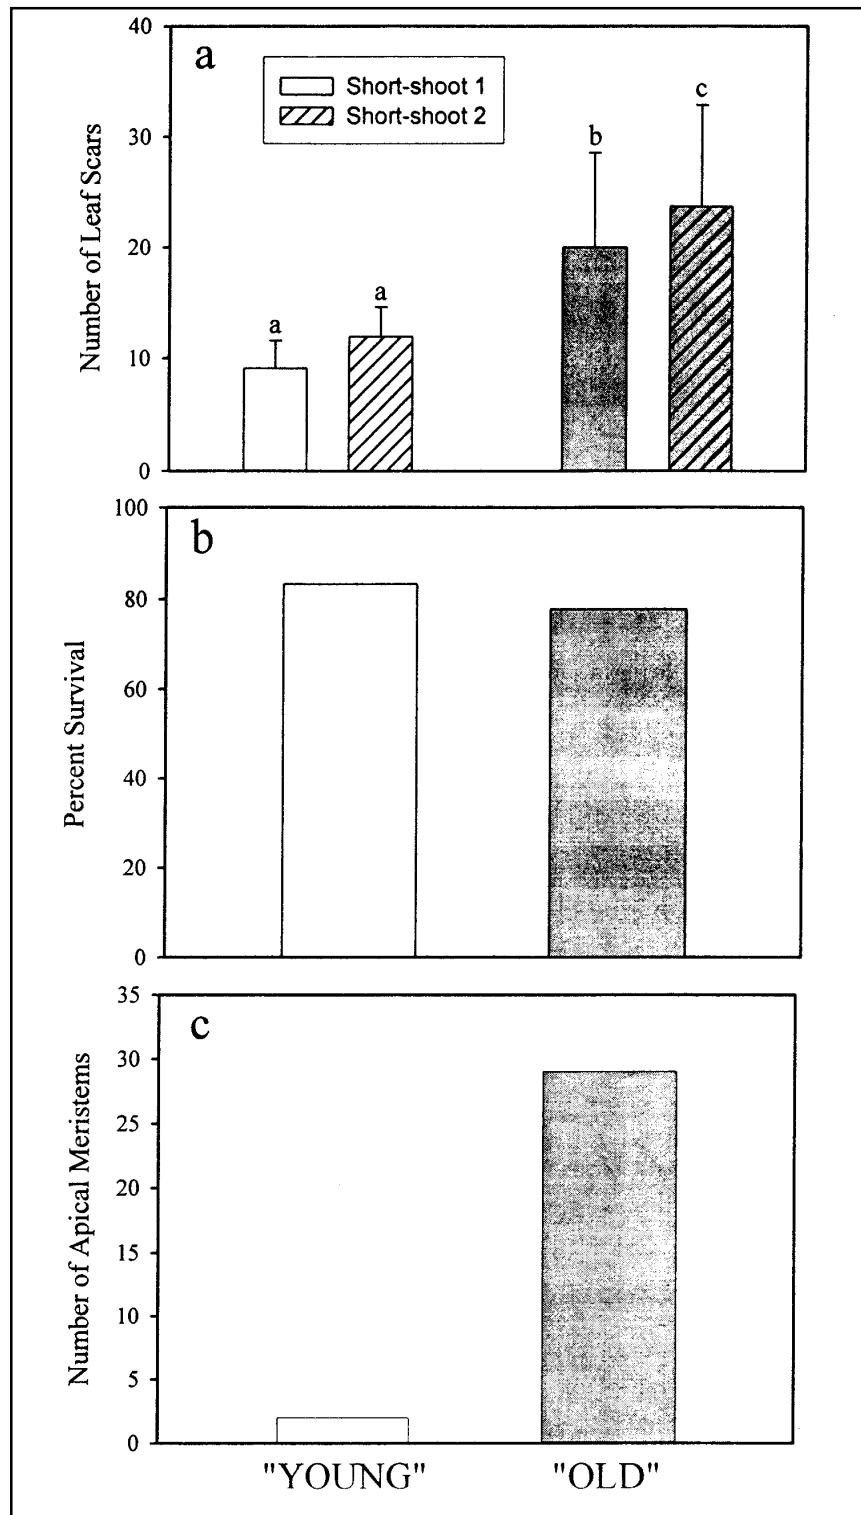 a
Short-shoot 1
Short-shoot 2
Number of Leaf Scars
40
30
20
10
0
a
a
b
c
b
Percent Survival
100
80
60
40
20
0
c
Number of Apical Meristems
35
30
25
20
15
10
5
0
"YOUNG"
"OLD"